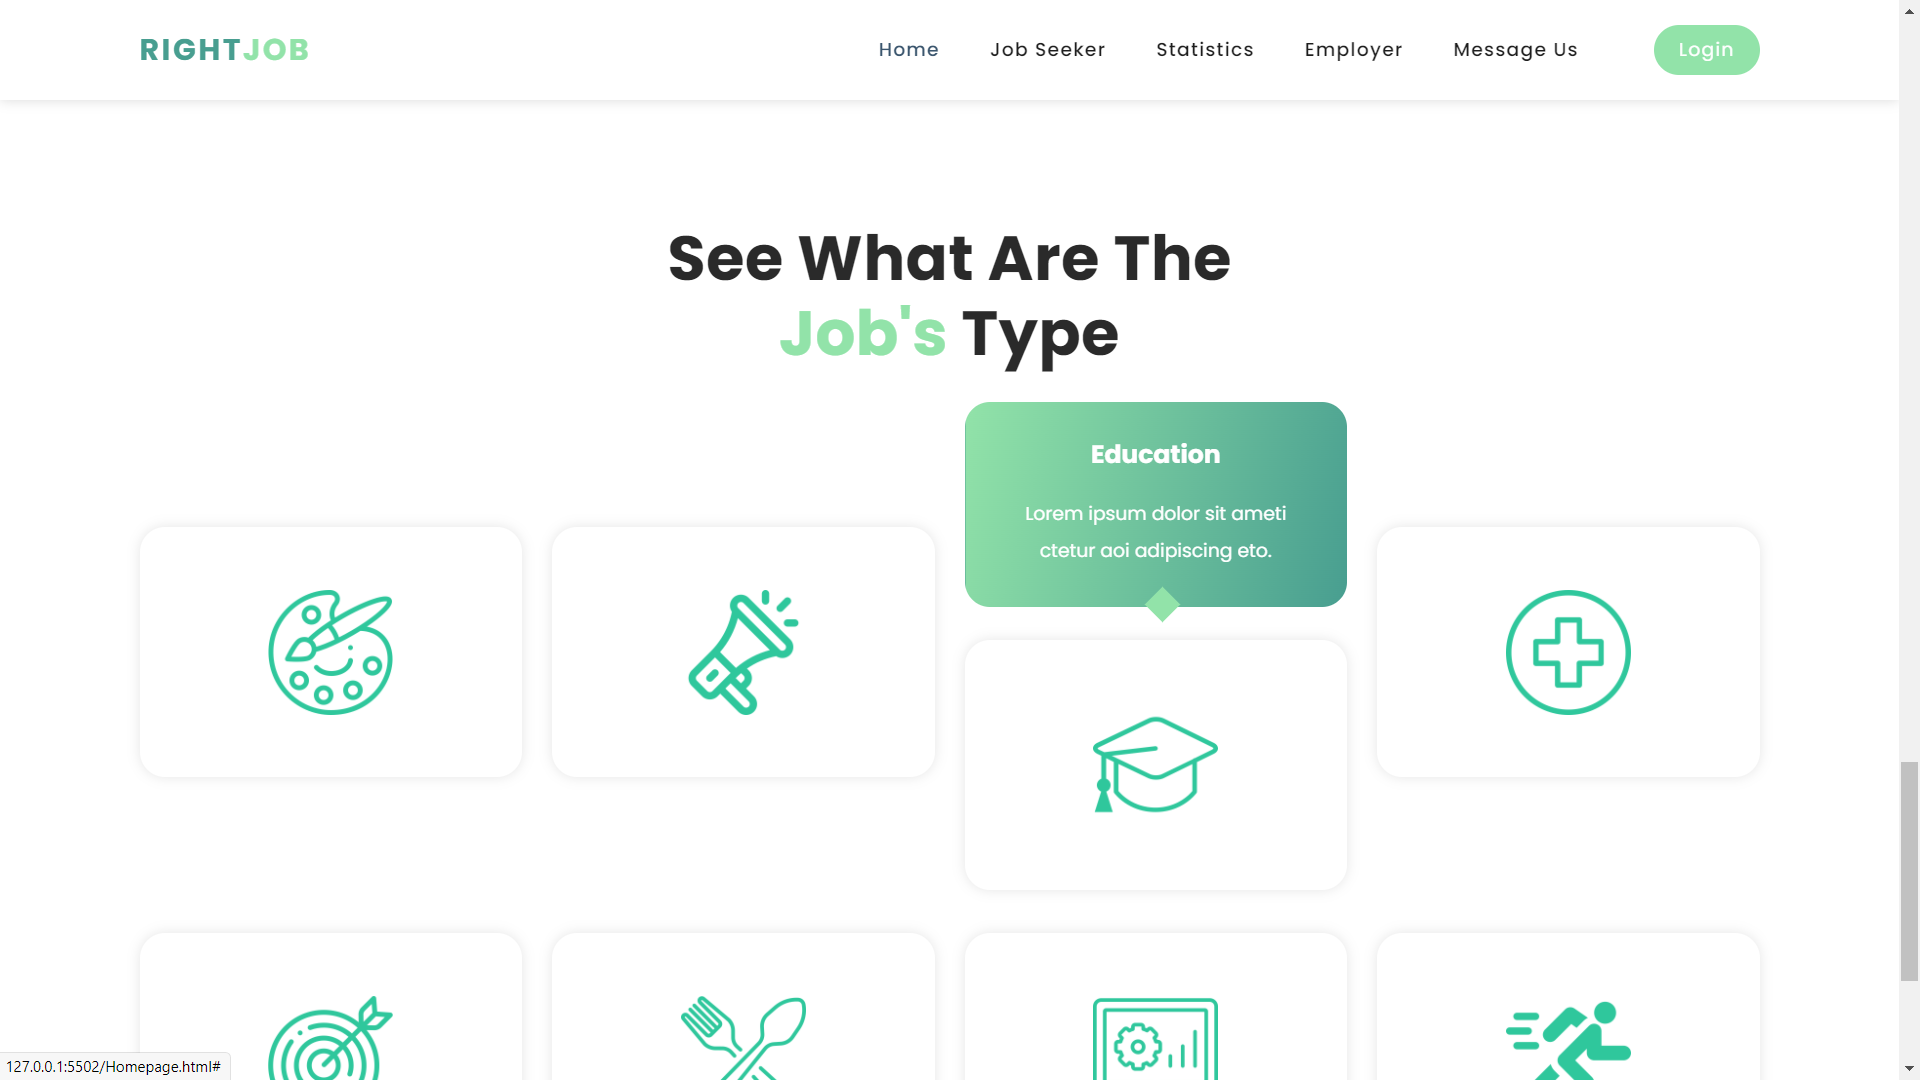 RIGHTJOB
Home Job Seeker Statistics Employer Message Us Login
See What Are The
Job's Type
Education
Lorem ipsum dolor sit ameti
ctetur aoi adipiscing eto.
127.0.0.1:5502/Homepage.html#